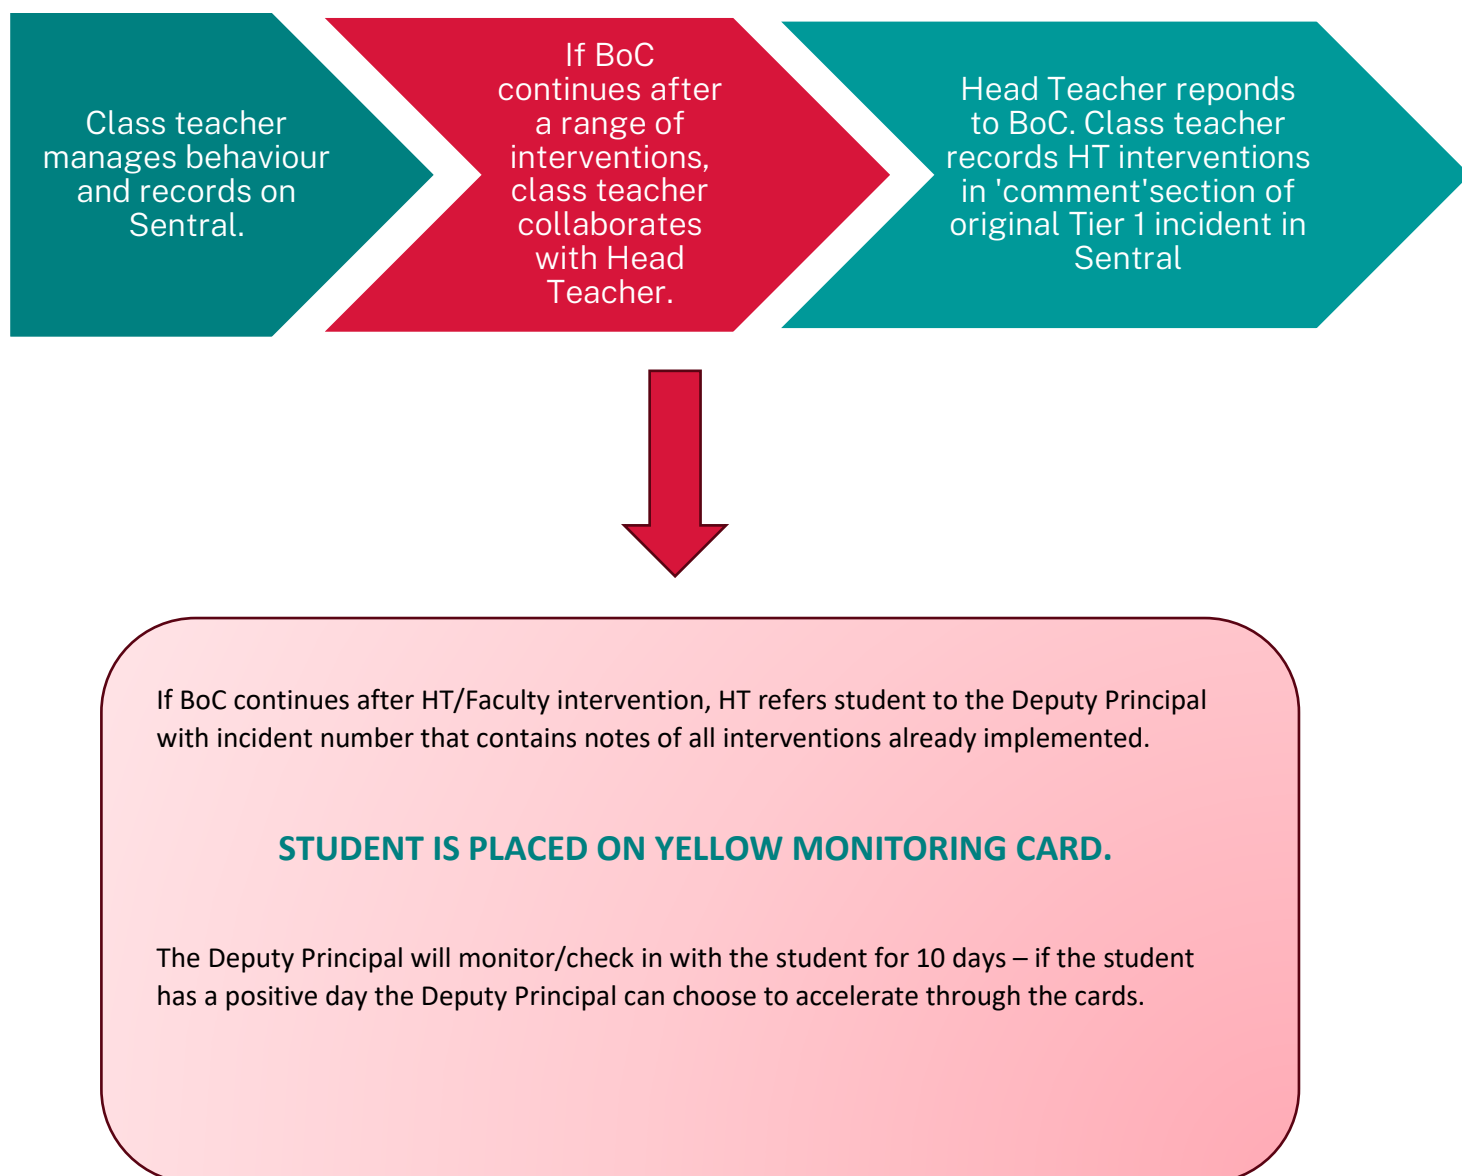 Class teacher
manages behaviour
and records on
Sentral.
If BoC
continues after
a range of
interventions,
class teacher
collaborates
with Head
Teacher.
Head Teacher reponds
to BoC. Class teacher
records HT interventions
in 'comment'section of
original Tier 1 incident in
Sentral
If BoC continues after HT/Faculty intervention, HT refers student to the Deputy Principal
with incident number that contains notes of all interventions already implemented.
STUDENT IS PLACED ON YELLOW MONITORING CARD.
The Deputy Principal will monitor/check in with the student for 10 days – if the student
has a positive day the Deputy Principal can choose to accelerate through the cards.